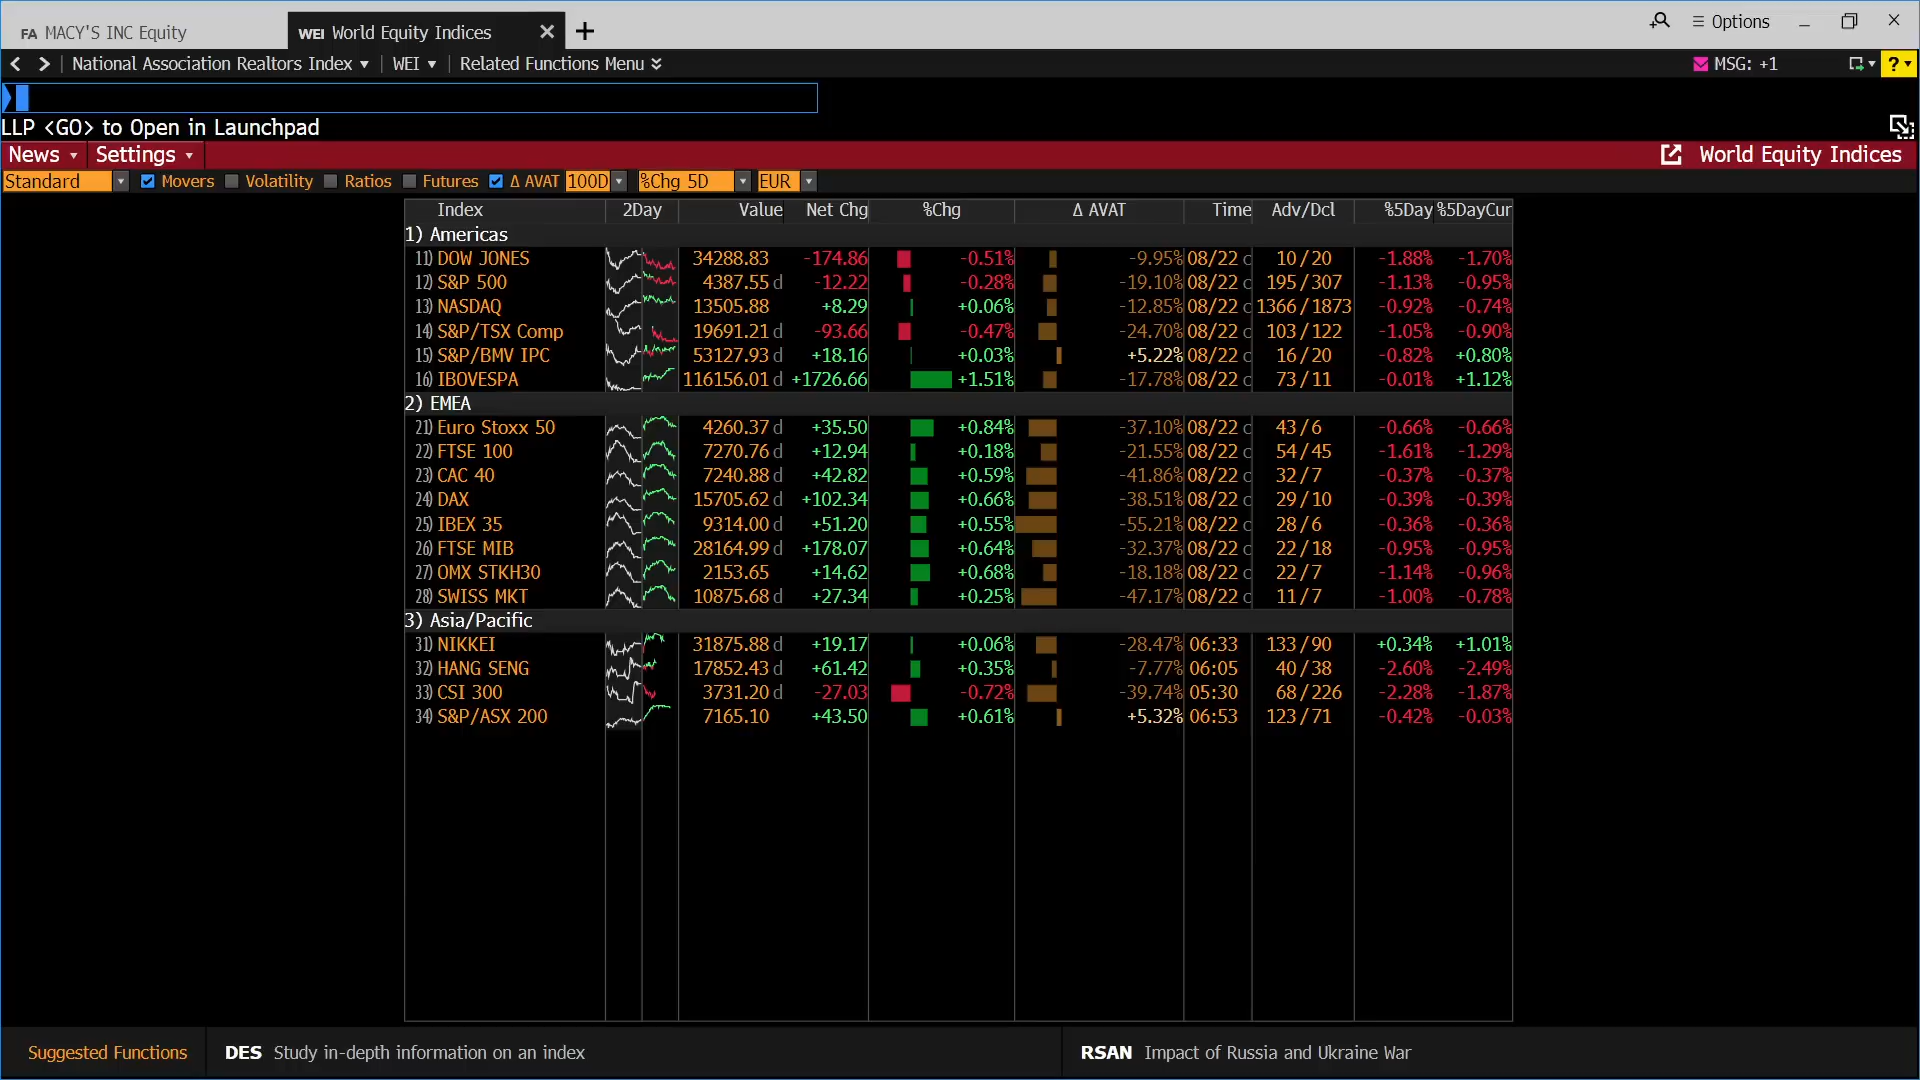 FA MACY'S INC Equity WEI World Equity Indices Options
National Association Realtors Index WEI Related Functions Menu MSG: +1 ?
LLP <GO> to Open in Launchpad
News Settings World Equity Indices
Standard Movers Volatility Ratios Futures Δ AVAT 100D %Chg 5D EUR
Index 2Day Value Net Chg %Chg Δ AVAT Time Adv/Dcl %5Day %5DayCur
1) Americas
11) DOW JONES 34288.83 -174.86 -0.51% -9.95% 08/22 c 10 / 20 -1.88% -1.70%
12) S&P 500 4387.55 d -12.22 -0.28% -19.10% 08/22 c 195 / 307 -1.13% -0.95%
13) NASDAQ 13505.88 +8.29 +0.06% -12.85% 08/22 c 1366 / 1873 -0.92% -0.74%
14) S&P/TSX Comp 19691.21 d -93.66 -0.47% -24.70% 08/22 c 103 / 122 -1.05% -0.90%
15) S&P/BMV IPC 53127.93 d +18.16 +0.03% +5.22% 08/22 c 16 / 20 -0.82% +0.80%
16) IBOVESPA 116156.01 d +1726.66 +1.51% -17.78% 08/22 c 73 / 11 -0.01% +1.12%
2) EMEA
21) Euro Stoxx 50 4260.37 d +35.50 +0.84% -37.10% 08/22 c 43 / 6 -0.66% -0.66%
22) FTSE 100 7270.76 d +12.94 +0.18% -21.55% 08/22 c 54 / 45 -1.61% -1.29%
23) CAC 40 7240.88 d +42.82 +0.59% -41.86% 08/22 c 32 / 7 -0.37% -0.37%
24) DAX 15705.62 d +102.34 +0.66% -38.51% 08/22 c 29 / 10 -0.39% -0.39%
25) IBEX 35 9314.00 d +51.20 +0.55% -55.21% 08/22 c 28 / 6 -0.36% -0.36%
26) FTSE MIB 28164.99 d +178.07 +0.64% -32.37% 08/22 c 22 / 18 -0.95% -0.95%
27) OMX STKH30 2153.65 +14.62 +0.68% -18.18% 08/22 c 22 / 7 -1.14% -0.96%
28) SWISS MKT 10875.68 d +27.34 +0.25% -47.17% 08/22 c 11 / 7 -1.00% -0.78%
3) Asia/Pacific
31) NIKKEI 31875.88 d +19.17 +0.06% -28.47% 06:33 133 / 90 +0.34% +1.01%
32) HANG SENG 17852.43 d +61.42 +0.35% -7.77% 06:05 40 / 38 -2.60% -2.49%
33) CSI 300 3731.20 d -27.03 -0.72% -39.74% 05:30 68 / 226 -2.28% -1.87%
34) S&P/ASX 200 7165.10 +43.50 +0.61% +5.32% 06:53 123 / 71 -0.42% -0.03%
Suggested Functions DES Study in-depth information on an index RSAN Impact of Russia and Ukraine War